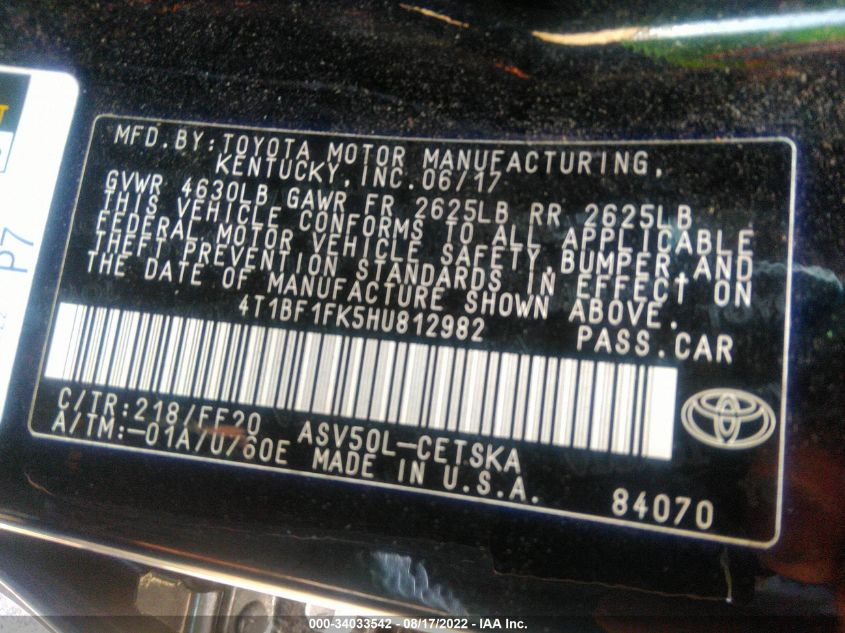 MFD.BY:TOYOTA MOTOR MANUFACTURING,
KENTUCKY,INC.06/17
GVWR 4630LB GAWR FR 2625LB RR 2625LB
THIS VEHICLE CONFORMS TO ALL APPLICABLE
FEDERAL MOTOR VEHICLE SAFETY,BUMPER,AND
THEFT PREVENTION STANDARDS IN EFFECT ON
THE DATE OF MANUFACTURE SHOWN ABOVE.
4T1BF1FK5HU812982 PASS.CAR
C/TR:218/FF20 ASV50L-CETSKA
A/TM:-01A/U760E MADE IN U.S.A.
84070
P7
000-34033542 - 08/17/2022 - IAA Inc.